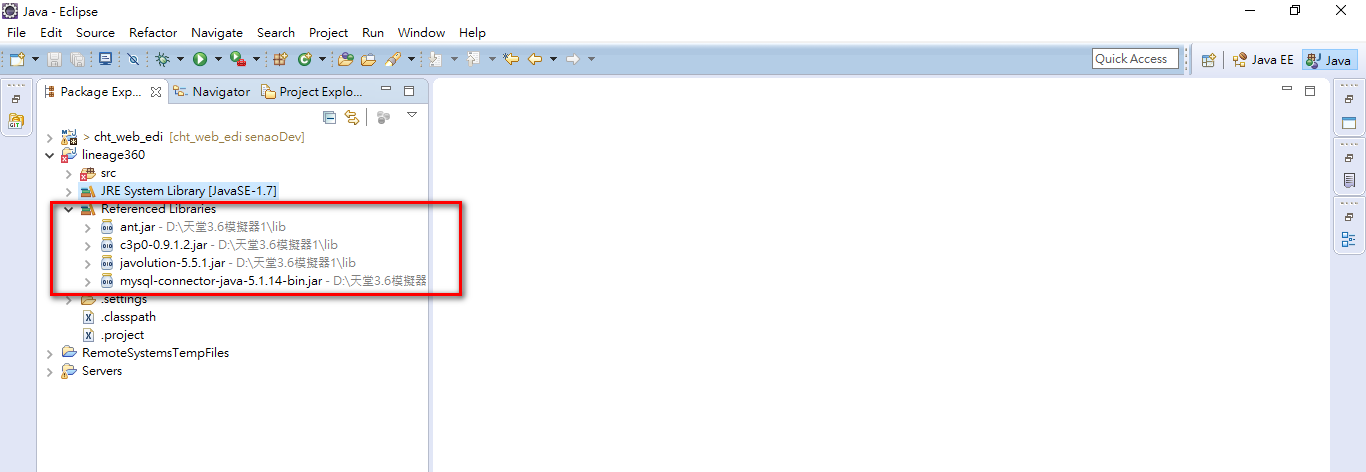 Java - Eclipse
File Edit Source Refactor Navigate Search Project Run Window Help
Quick Access
Java EE
Java
Package Exp...
Navigator
Project Explo...
GIT
> cht_web_edi [cht_web_edi senaoDev]
lineage360
src
JRE System Library [JavaSE-1.7]
Referenced Libraries
ant.jar - D:\天堂3.6模擬器1\lib
c3p0-0.9.1.2.jar - D:\天堂3.6模擬器1\lib
javolution-5.5.1.jar - D:\天堂3.6模擬器1\lib
mysql-connector-java-5.1.14-bin.jar - D:\天堂3.6模擬器
.settings
.classpath
.project
RemoteSystemsTempFiles
Servers